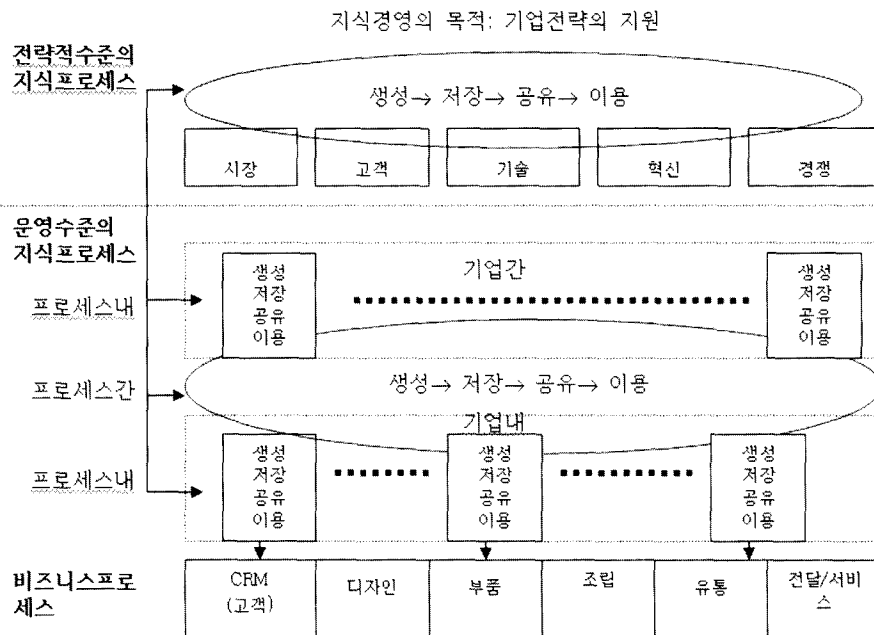 지식경영의 목적: 기업전략의 지원
전략적수준의
지식프로세스
생성→ 저장→ 공유→ 이용
시장
고객
기술
혁신
경쟁
운영수준의
지식프로세스
프로세스내
생성
저장
공유
이용
기업간
생성
저장
공유
이용
프로세스간
생성→ 저장→ 공유→ 이용
기업내
프로세스내
생성
저장
공유
이용
생성
저장
공유
이용
생성
저장
공유
이용
비즈니스프로
세스
CRM
(고객)
디자인
부품
조립
유통
전달/서비
스